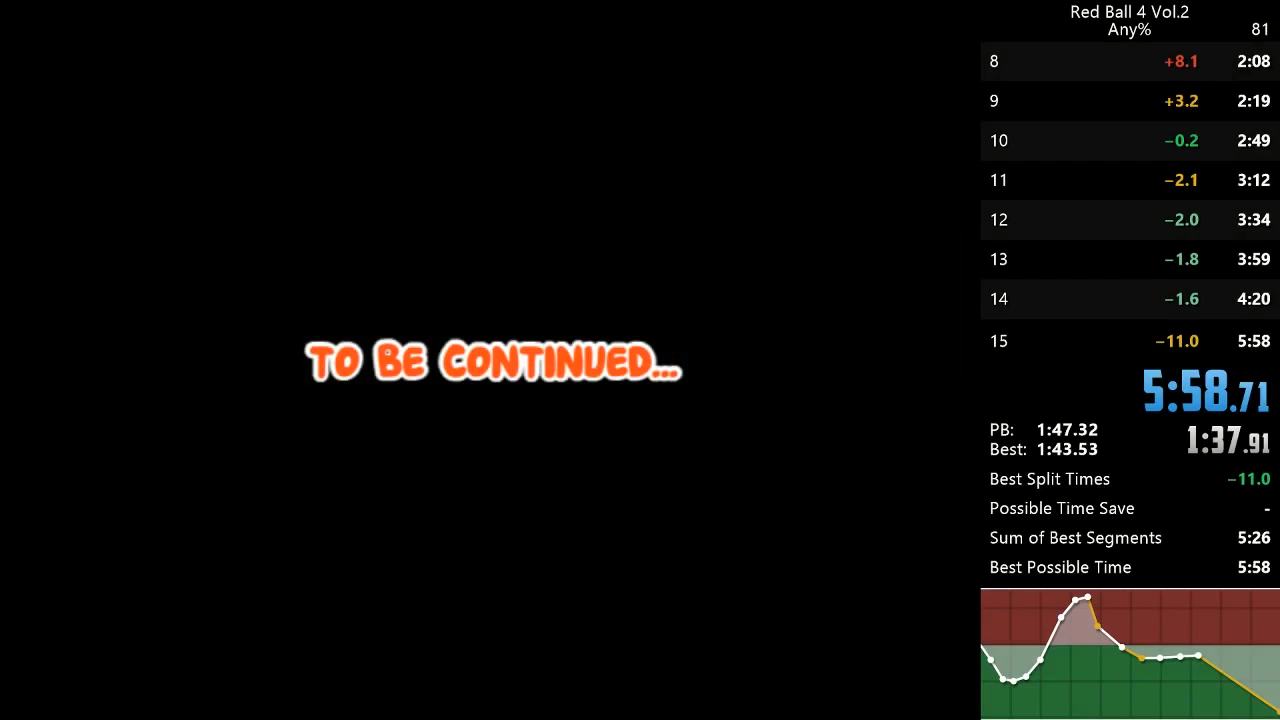 TO BE CONTINUED...
Red Ball 4 Vol.2
Any% 81
8 +8.1 2:08
9 +3.2 2:19
10 −0.2 2:49
11 −2.1 3:12
12 −2.0 3:34
13 −1.8 3:59
14 −1.6 4:20
15 −11.0 5:58
5:58.71
PB: 1:47.32 1:37.91
Best: 1:43.53
Best Split Times −11.0
Possible Time Save -
Sum of Best Segments 5:26
Best Possible Time 5:58